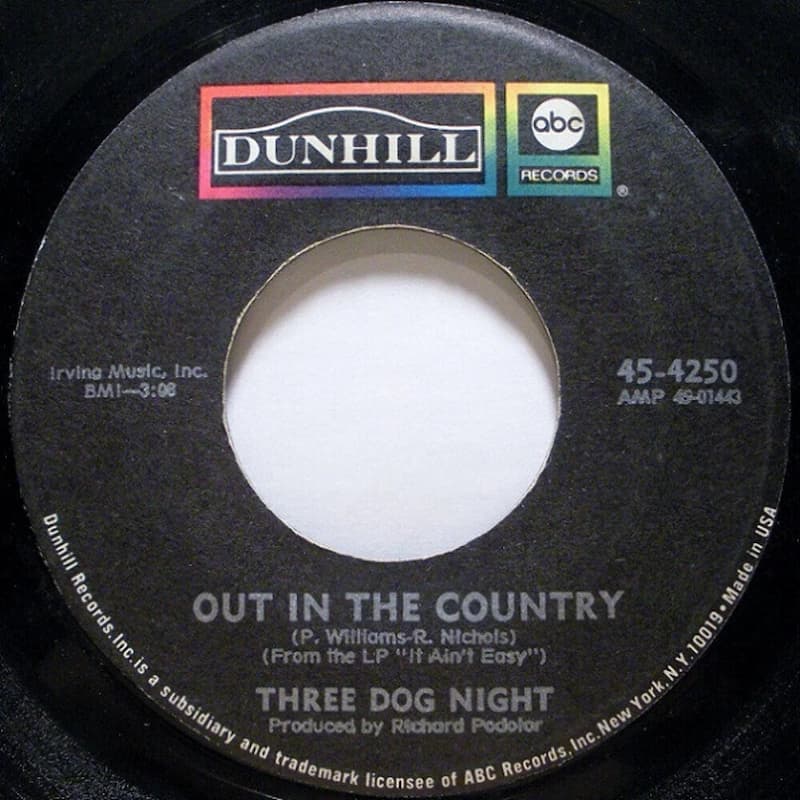 DUNHILL
abc
RECORDS
®
Irving Music, Inc.
BMI—3:08
45-4250
AMP 49-01443
OUT IN THE COUNTRY
(P. Williams-R. Nichols)
(From the LP "It Ain't Easy")
THREE DOG NIGHT
Produced by Richard Podolor
Dunhill Records, Inc. is a subsidiary and trademark licensee of ABC Records, Inc. New York, N.Y. 10019 • Made in USA